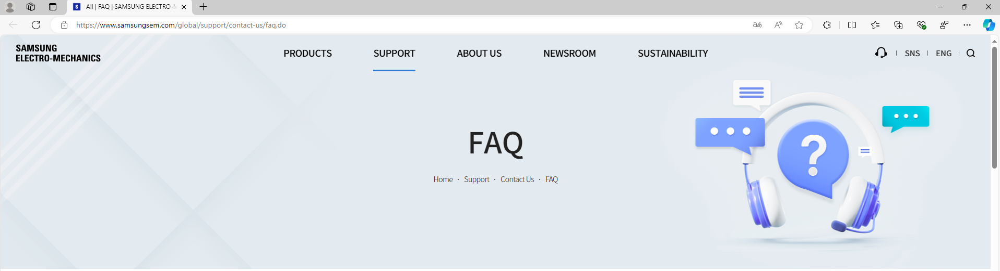 All | FAQ | SAMSUNG ELECTRO-M
https://www.samsungsem.com/global/support/contact-us/faq.do
SAMSUNG
ELECTRO-MECHANICS
PRODUCTS SUPPORT ABOUT US NEWSROOM SUSTAINABILITY
SNS ENG
FAQ
Home · Support · Contact Us · FAQ